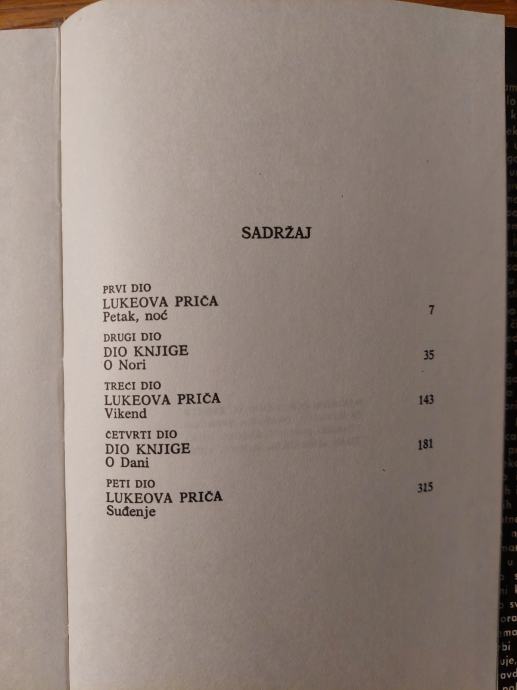 SADRŽAJ
PRVI DIO
LUKEOVA PRIČA
Petak, noć 7
DRUGI DIO
DIO KNJIGE 35
O Nori
TREĆI DIO
LUKEOVA PRIČA 143
Vikend
ČETVRTI DIO
DIO KNJIGE 181
O Dani
PETI DIO
LUKEOVA PRIČA 315
Suđenje